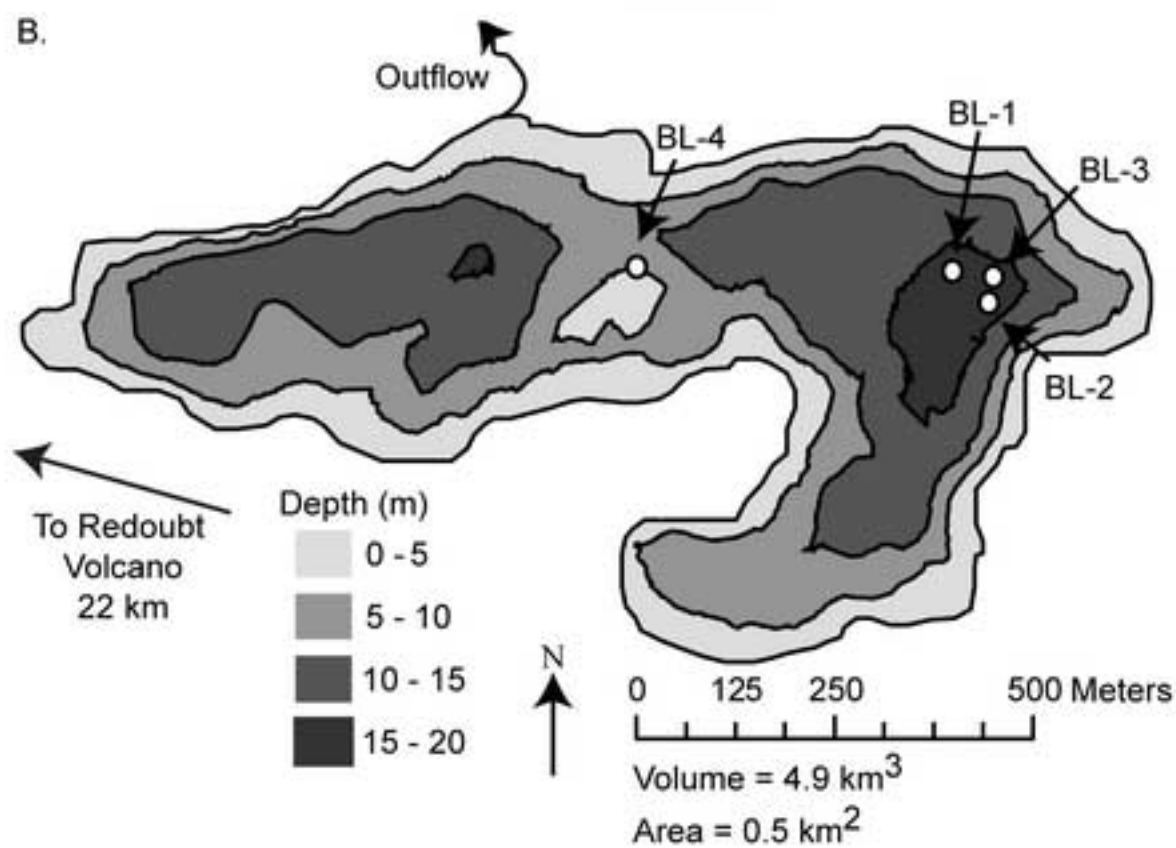 B.
Outflow
BL-4
BL-1
BL-3
BL-2
To Redoubt
Volcano
22 km
Depth (m)
0 - 5
5 - 10
10 - 15
15 - 20
N
0 125 250 500 Meters
Volume = 4.9 km³
Area = 0.5 km²